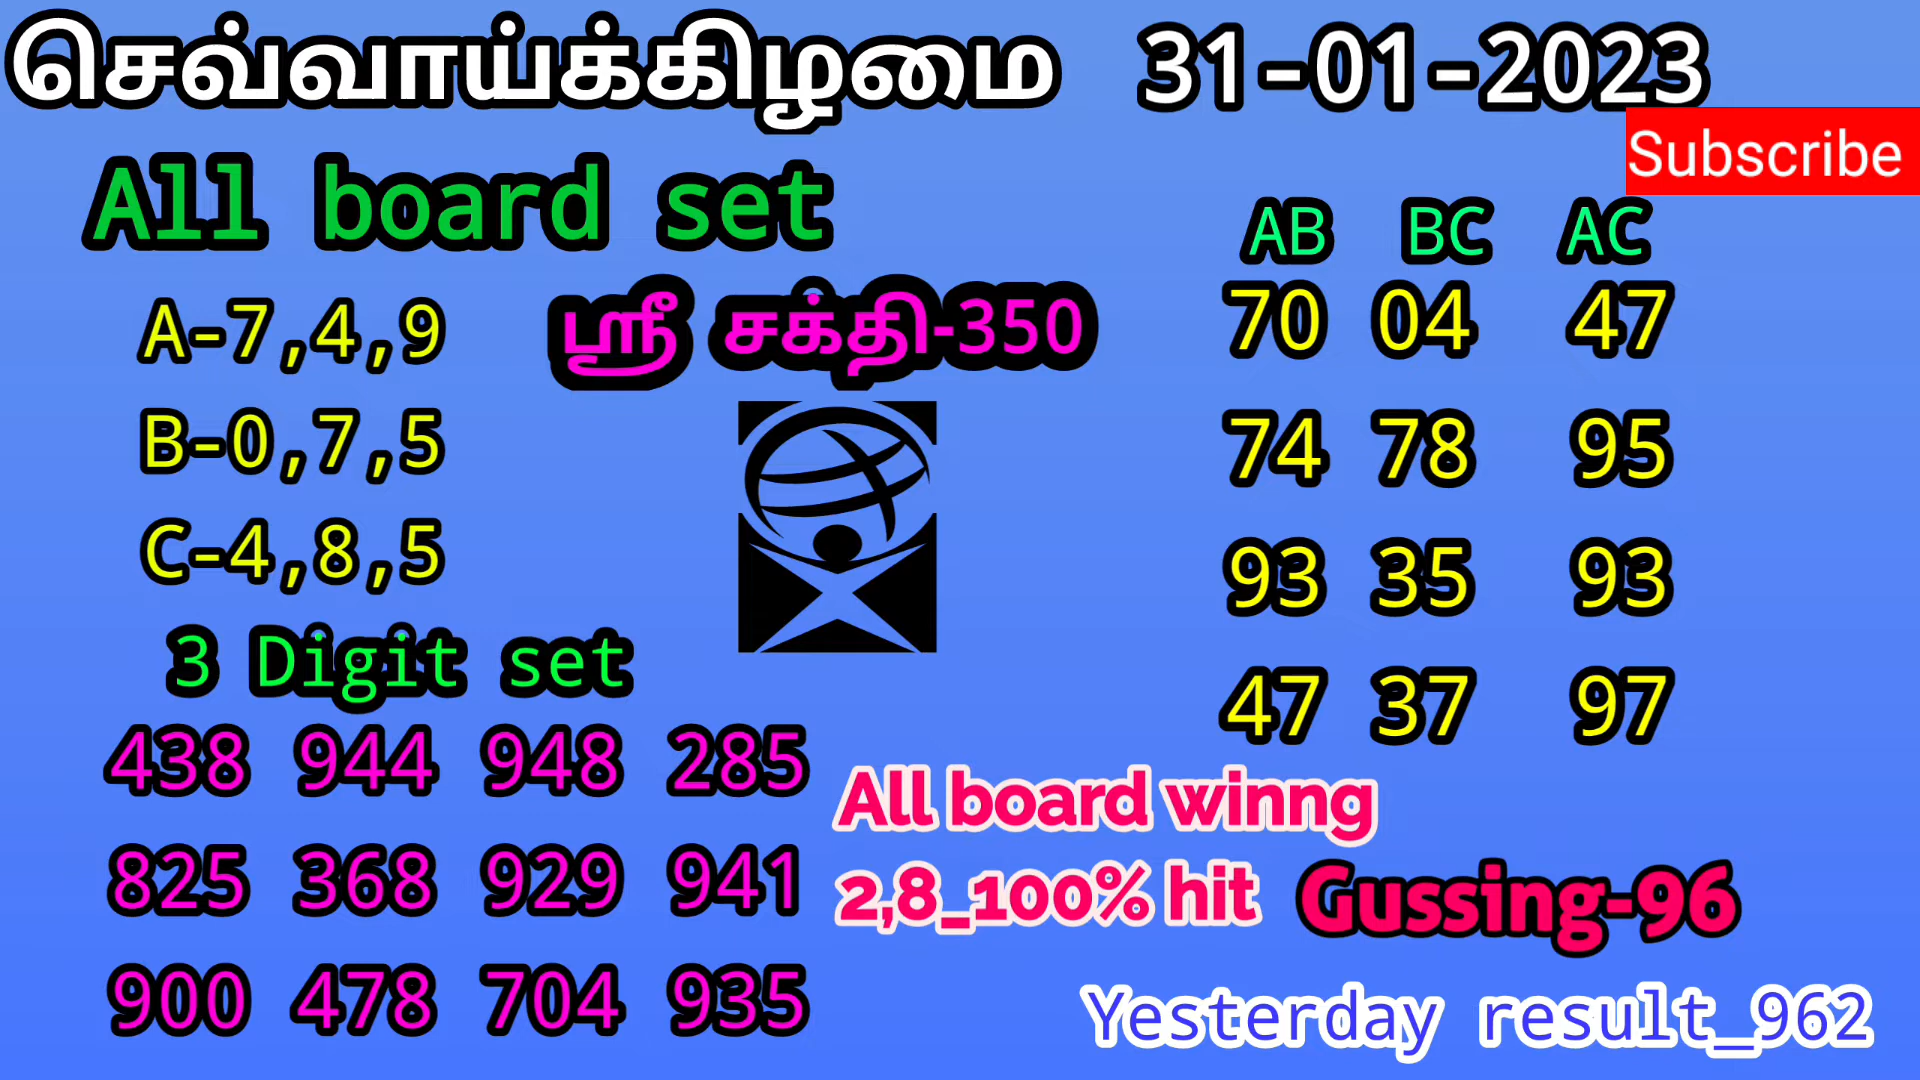 செவ்வாய்க்கிழமை 31-01-2023
Subscribe
All board set
AB BC AC
A-7,4,9 ஸ்ரீ சக்தி-350 70 04 47
B-0,7,5 74 78 95
C-4,8,5 93 35 93
3 Digit set 47 37 97
438 944 948 285
All board winng
825 368 929 941
2,8_100% hit Gussing-96
900 478 704 935
Yesterday result_962